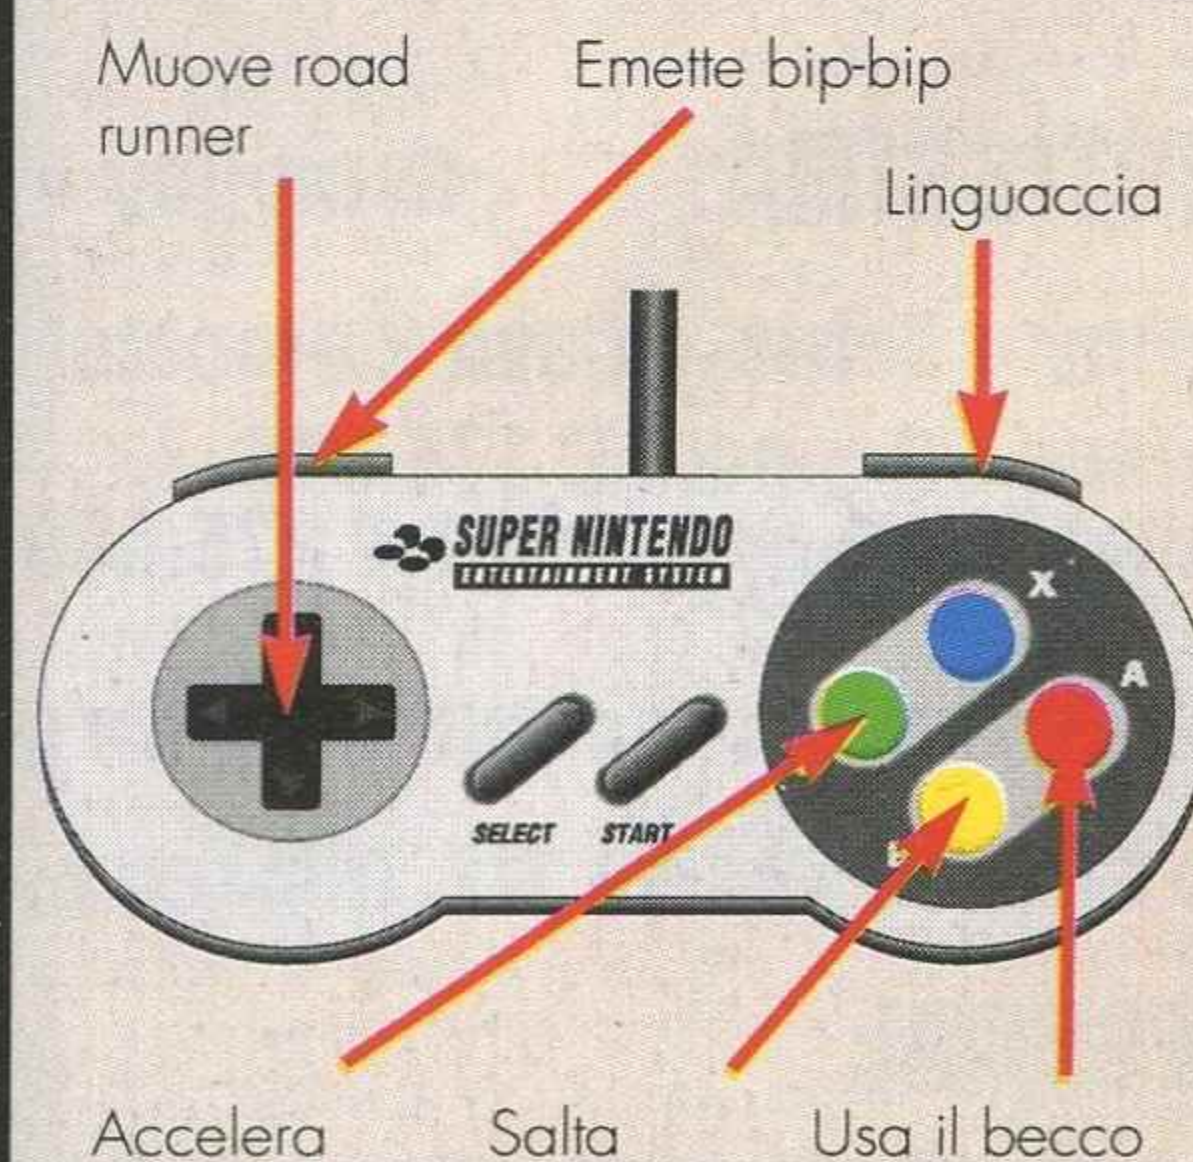 Muove road
runner
Emette bip-bip
Linguaccia
SUPER NINTENDO
ENTERTAINMENT SYSTEM
X
A
B
SELECT
START
Accelera
Salta
Usa il becco